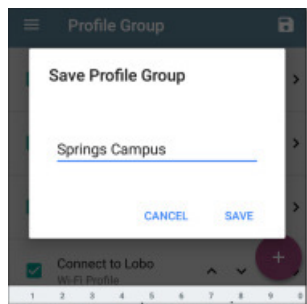 Profile Group
Save Profile Group
Springs Campus
CANCEL SAVE
Connect to Lobo
Wi-Fi Profile
1 2 3 4 5 6 7 8 9